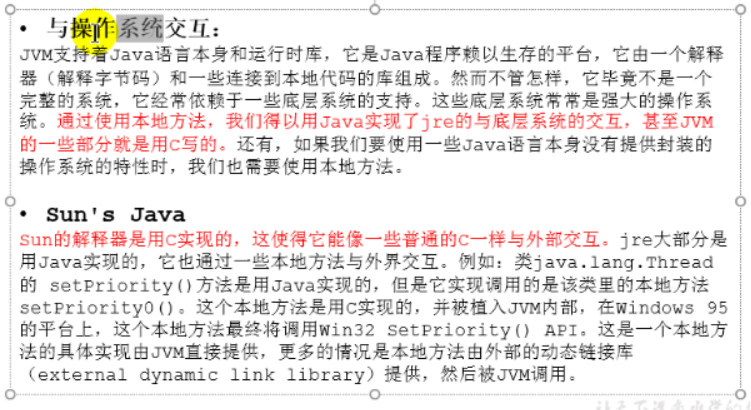 • 与操作系统交互：
JVM支持着Java语言本身和运行时库，它是Java程序赖以生存的平台，它由一个解释
器（解释字节码）和一些连接到本地代码的库组成。然而不管怎样，它毕竟不是一个
完整的系统，它经常依赖于一些底层系统的支持。这些底层系统常常是强大的操作系
统。通过使用本地方法，我们得以用Java实现了jre的与底层系统的交互，甚至JVM
的一些部分就是用C写的。还有，如果我们要使用一些Java语言本身没有提供封装的
操作系统的特性时，我们也需要使用本地方法。
• Sun's Java
Sun的解释器是用C实现的，这使得它能像一些普通的C一样与外部交互。jre大部分是
用Java实现的，它也通过一些本地方法与外界交互。例如：类java.lang.Thread
的 setPriority()方法是用Java实现的，但是它实现调用的是该类里的本地方法
setPriority0()。这个本地方法是用C实现的，并被植入JVM内部，在Windows 95
的平台上，这个本地方法最终将调用Win32 SetPriority() API。这是一个本地方
法的具体实现由JVM直接提供，更多的情况是本地方法由外部的动态链接库
（external dynamic link library）提供，然后被JVM调用。